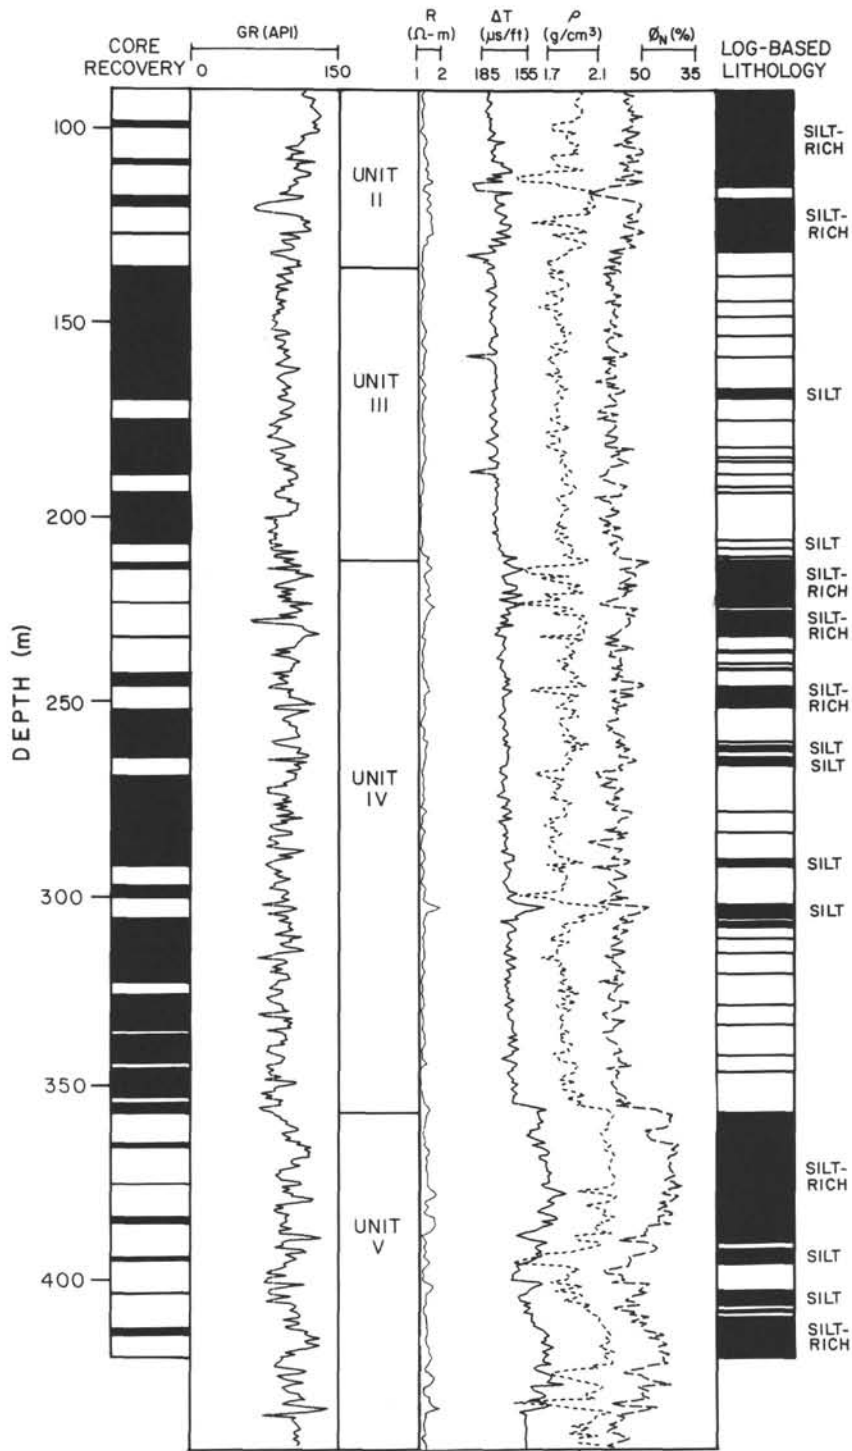 CORE
RECOVERY
GR (API)
0 150
R
(Ω-m)
1 2
ΔT
(µs/ft)
185 155
ρ
(g/cm³)
1.7 2.1
ØN (%)
50 35
LOG-BASED
LITHOLOGY
DEPTH (m)
100
150
200
250
300
350
400
UNIT
II
UNIT
III
UNIT
IV
UNIT
V
SILT-
RICH
SILT-
RICH
SILT
SILT
SILT-
RICH
SILT-
RICH
SILT-
RICH
SILT
SILT
SILT
SILT
SILT-
RICH
SILT
SILT
SILT-
RICH